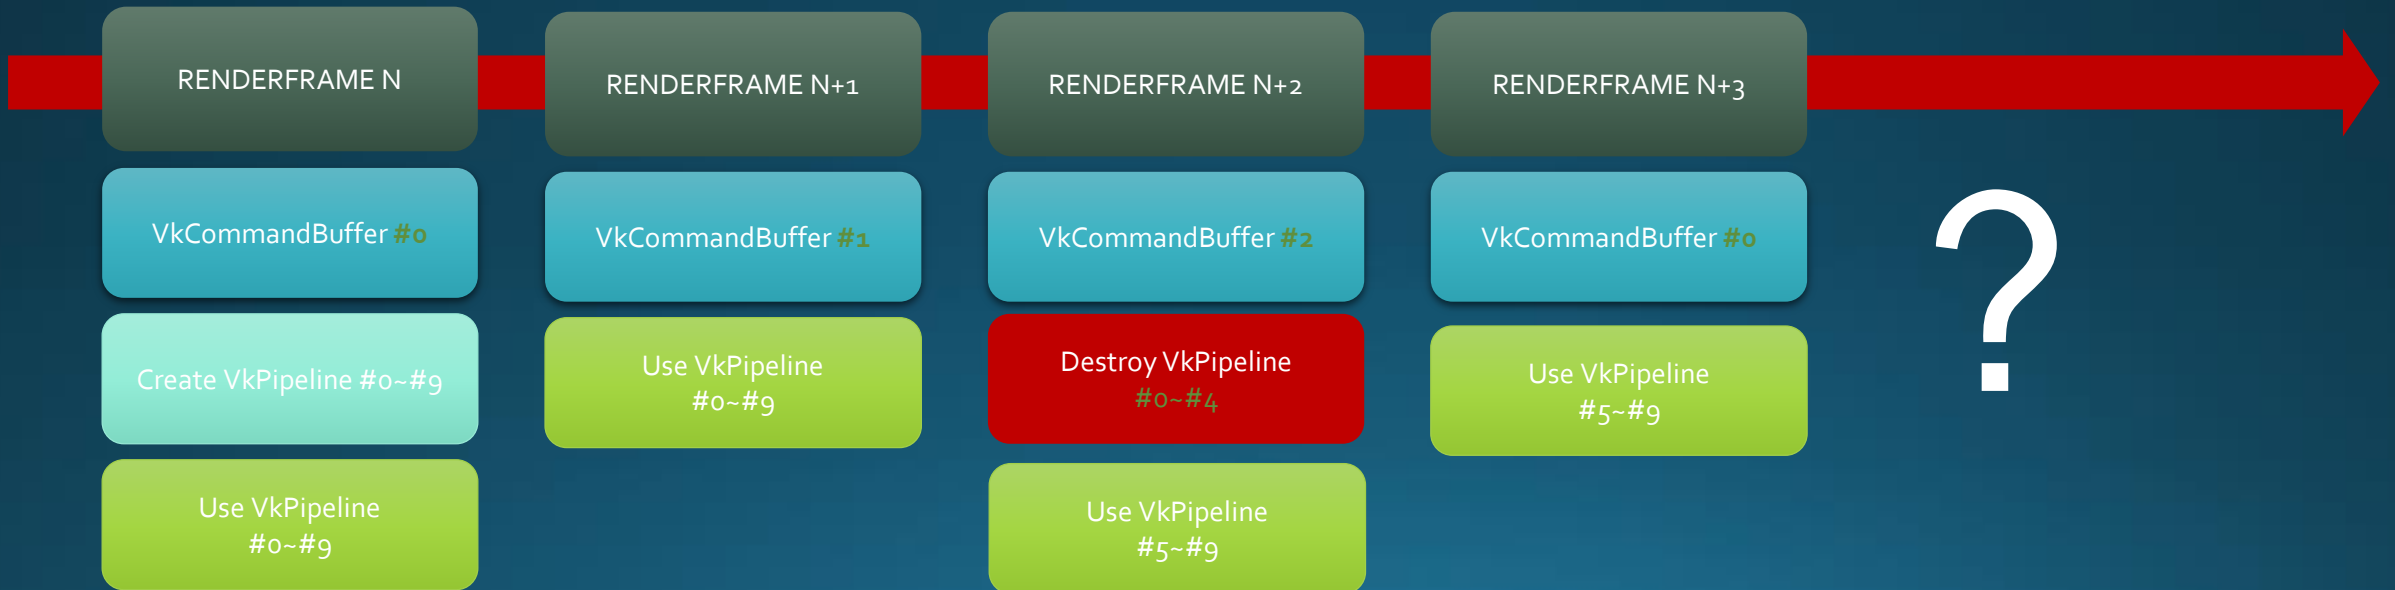 RENDERFRAME N
RENDERFRAME N+1
RENDERFRAME N+2
RENDERFRAME N+3
VkCommandBuffer #0
VkCommandBuffer #1
VkCommandBuffer #2
VkCommandBuffer #0
?
Create VkPipeline #0~#9
Use VkPipeline
#0~#9
Destroy VkPipeline
#0~#4
Use VkPipeline
#5~#9
Use VkPipeline
#0~#9
Use VkPipeline
#5~#9